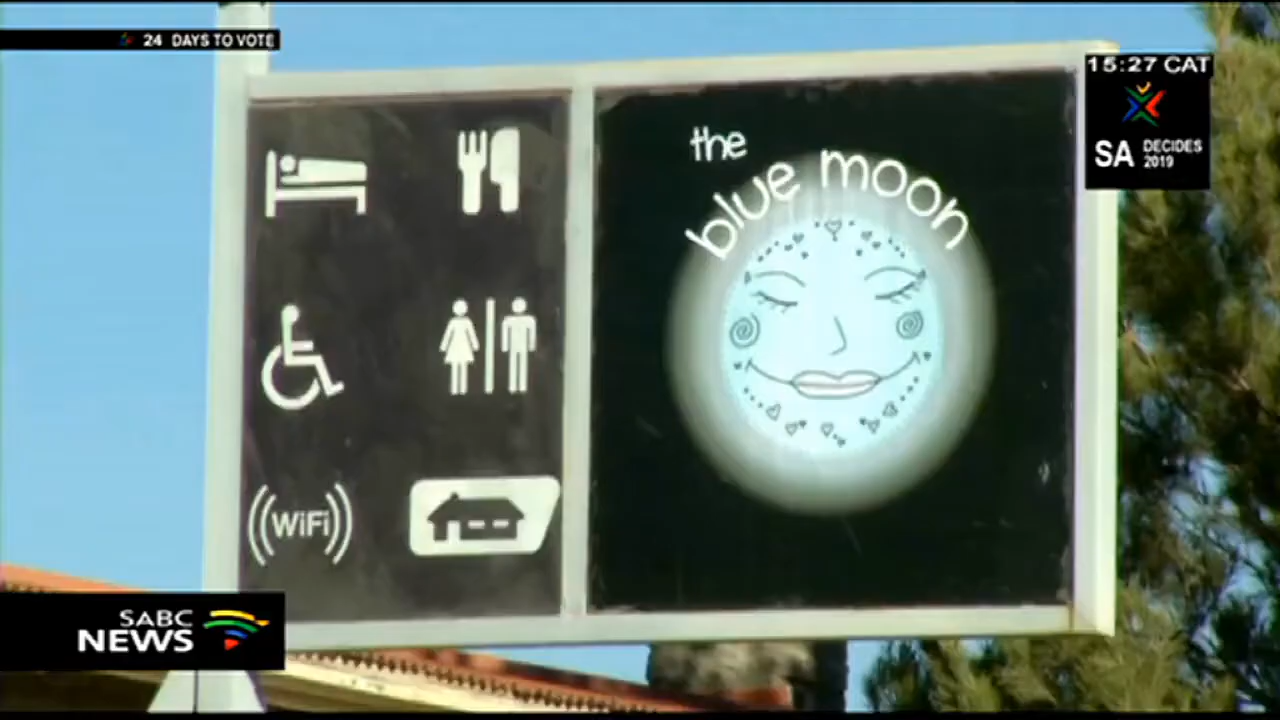 24 DAYS TO VOTE
15:27 CAT
SA DECIDES
2019
the
blue moon
WiFi
SABC
NEWS